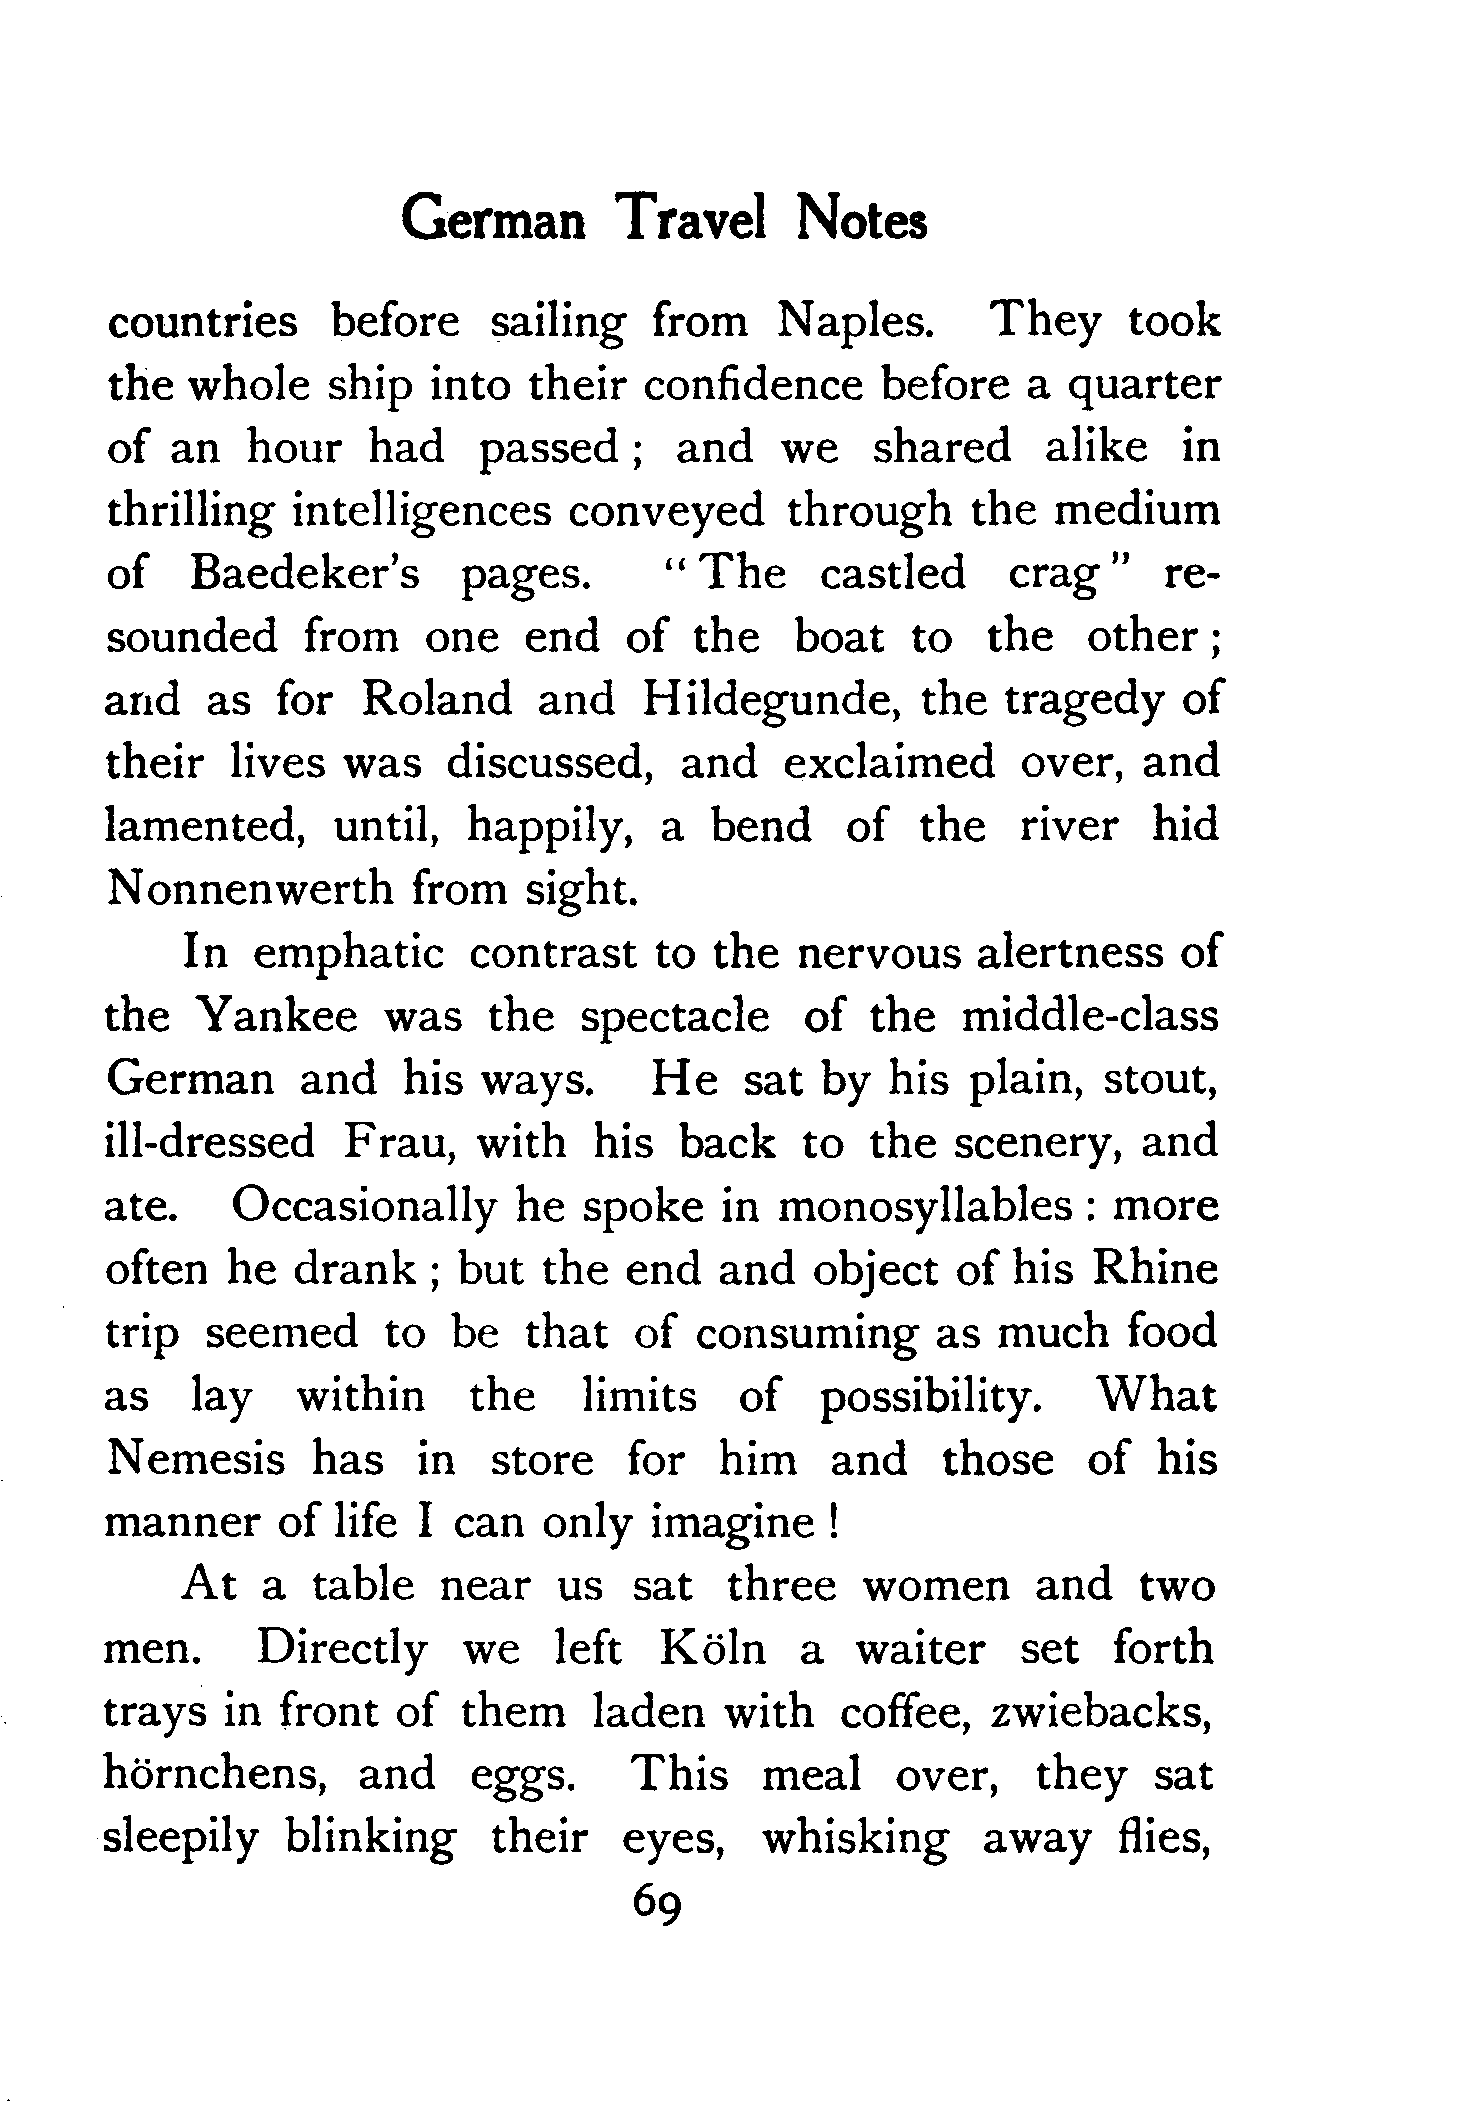 German Travel Notes
countries before sailing from Naples. They took
the whole ship into their confidence before a quarter
of an hour had passed ; and we shared alike in
thrilling intelligences conveyed through the medium
of Baedeker's pages. “ The castled crag ” re-
sounded from one end of the boat to the other ;
and as for Roland and Hildegunde, the tragedy of
their lives was discussed, and exclaimed over, and
lamented, until, happily, a bend of the river hid
Nonnenwerth from sight.
In emphatic contrast to the nervous alertness of
the Yankee was the spectacle of the middle-class
German and his ways. He sat by his plain, stout,
ill-dressed Frau, with his back to the scenery, and
ate. Occasionally he spoke in monosyllables : more
often he drank ; but the end and object of his Rhine
trip seemed to be that of consuming as much food
as lay within the limits of possibility. What
Nemesis has in store for him and those of his
manner of life I can only imagine !
At a table near us sat three women and two
men. Directly we left Köln a waiter set forth
trays in front of them laden with coffee, zwiebacks,
hörnchens, and eggs. This meal over, they sat
sleepily blinking their eyes, whisking away flies,
69